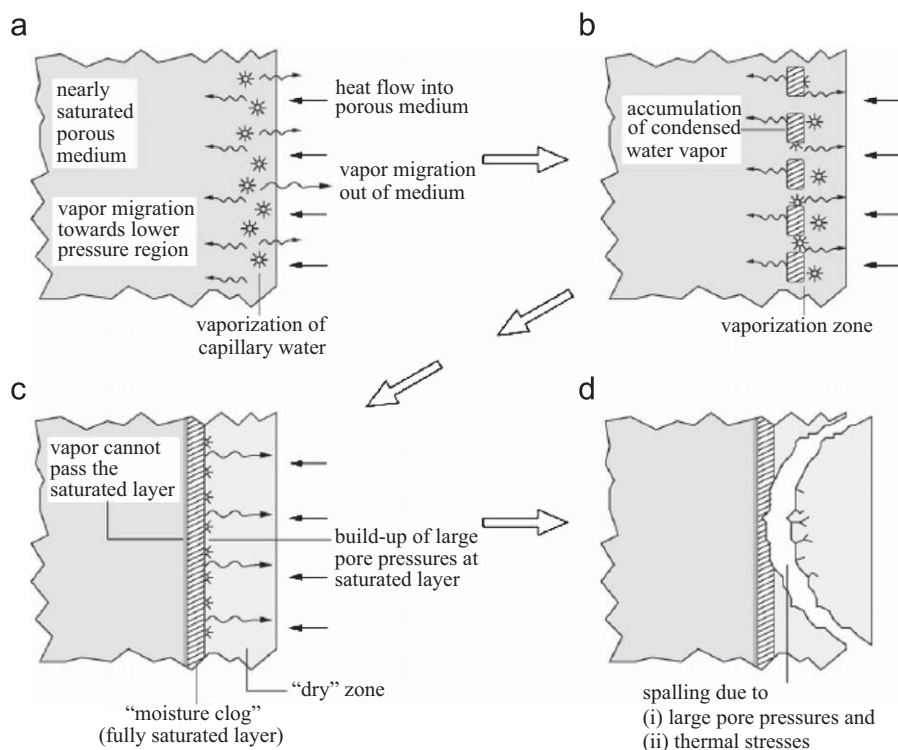 a
nearly
saturated
porous
medium
heat flow into
porous medium
vapor migration
out of medium
vapor migration
towards lower
pressure region
vaporization of
capillary water
b
accumulation
of condensed
water vapor
vaporization zone
c
vapor cannot
pass the
saturated layer
build-up of large
pore pressures at
saturated layer
“dry” zone
“moisture clog”
(fully saturated layer)
d
spalling due to
(i) large pore pressures and
(ii) thermal stresses